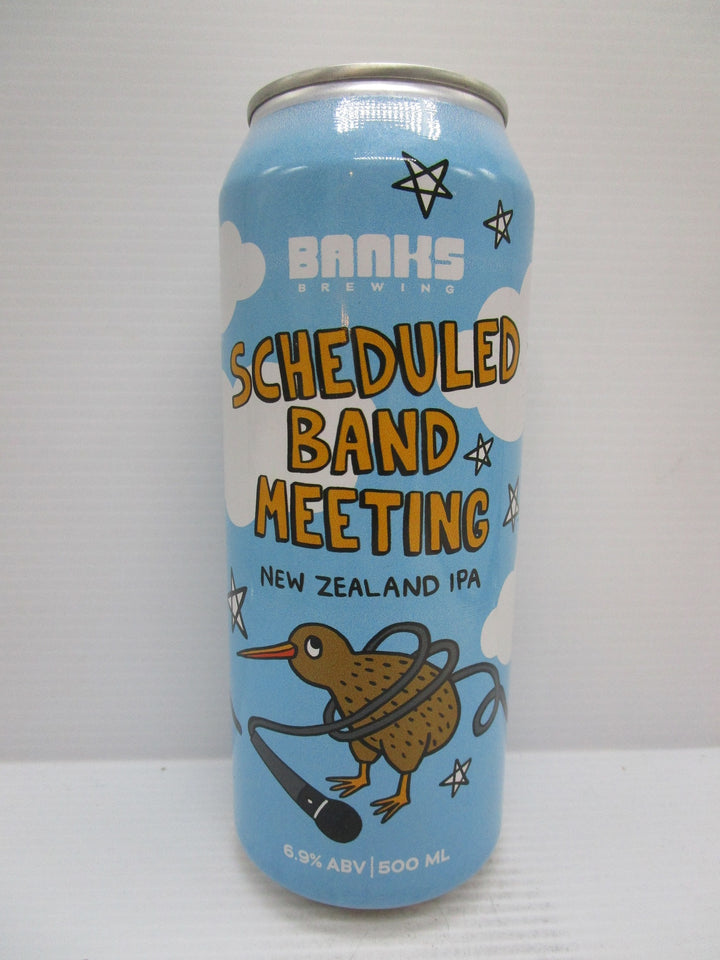 BANKS
BREWING
SCHEDULED
BAND
MEETING
NEW ZEALAND IPA
6.9% ABV | 500 ML